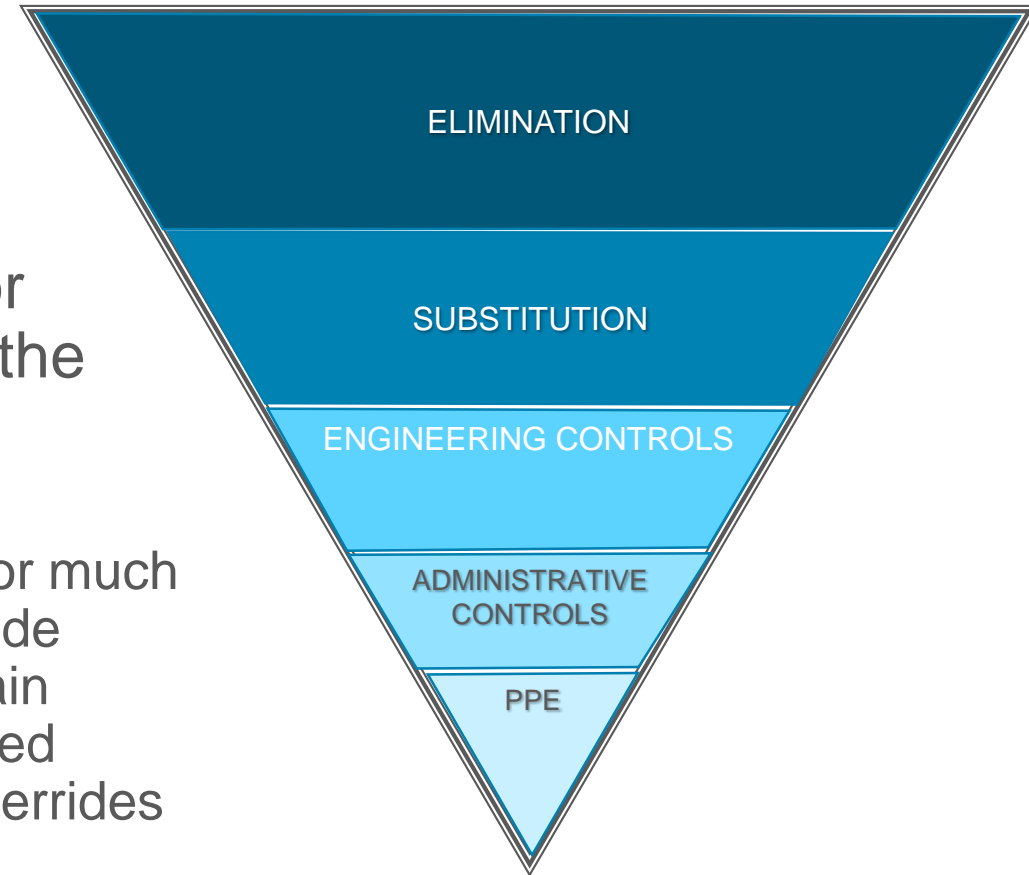 ELIMINATION
SUBSTITUTION
ENGINEERING CONTROLS
ADMINISTRATIVE
CONTROLS
PPE
or
the
or much
de
ain
ed
errides